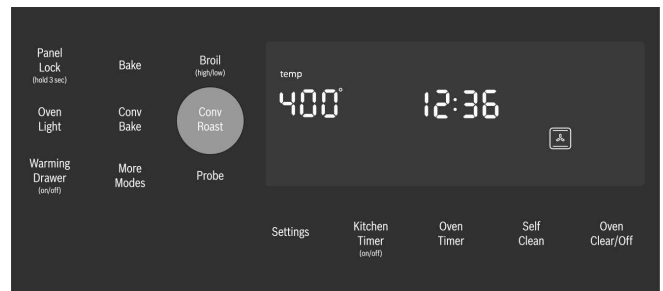 Panel
Lock
(hold 3 sec)
Bake
Broil
(high/low)
Oven
Light
Conv
Bake
Conv
Roast
Warming
Drawer
(on/off)
More
Modes
Probe
temp
400°
12:36
Settings
Kitchen
Timer
(on/off)
Oven
Timer
Self
Clean
Oven
Clear/Off